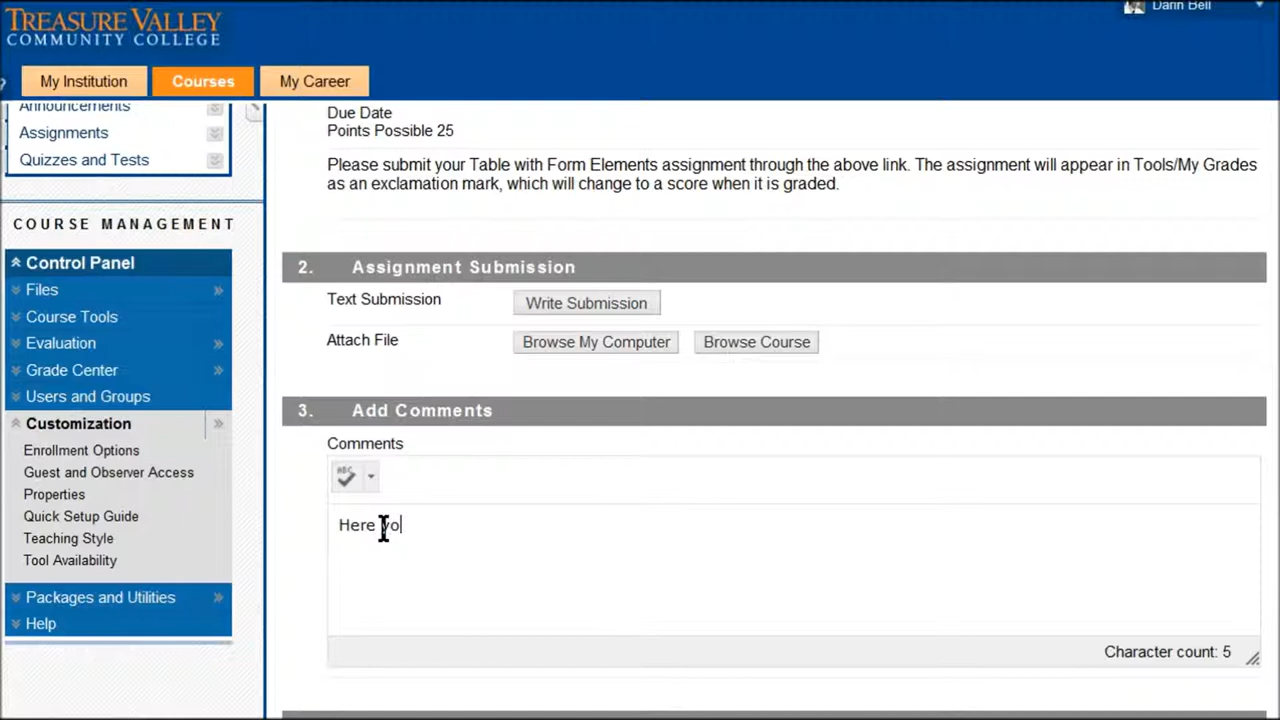 TREASURE VALLEY
COMMUNITY COLLEGE
Darin Bell
My Institution
Courses
My Career
Announcements
Assignments
Quizzes and Tests
COURSE MANAGEMENT
Control Panel
Files
Course Tools
Evaluation
Grade Center
Users and Groups
Customization
Enrollment Options
Guest and Observer Access
Properties
Quick Setup Guide
Teaching Style
Tool Availability
Packages and Utilities
Help
Due Date
Points Possible 25
Please submit your Table with Form Elements assignment through the above link. The assignment will appear in Tools/My Grades
as an exclamation mark, which will change to a score when it is graded.
2. Assignment Submission
Text Submission Write Submission
Attach File Browse My Computer Browse Course
3. Add Comments
Comments
ABC
Here yo
Character count: 5